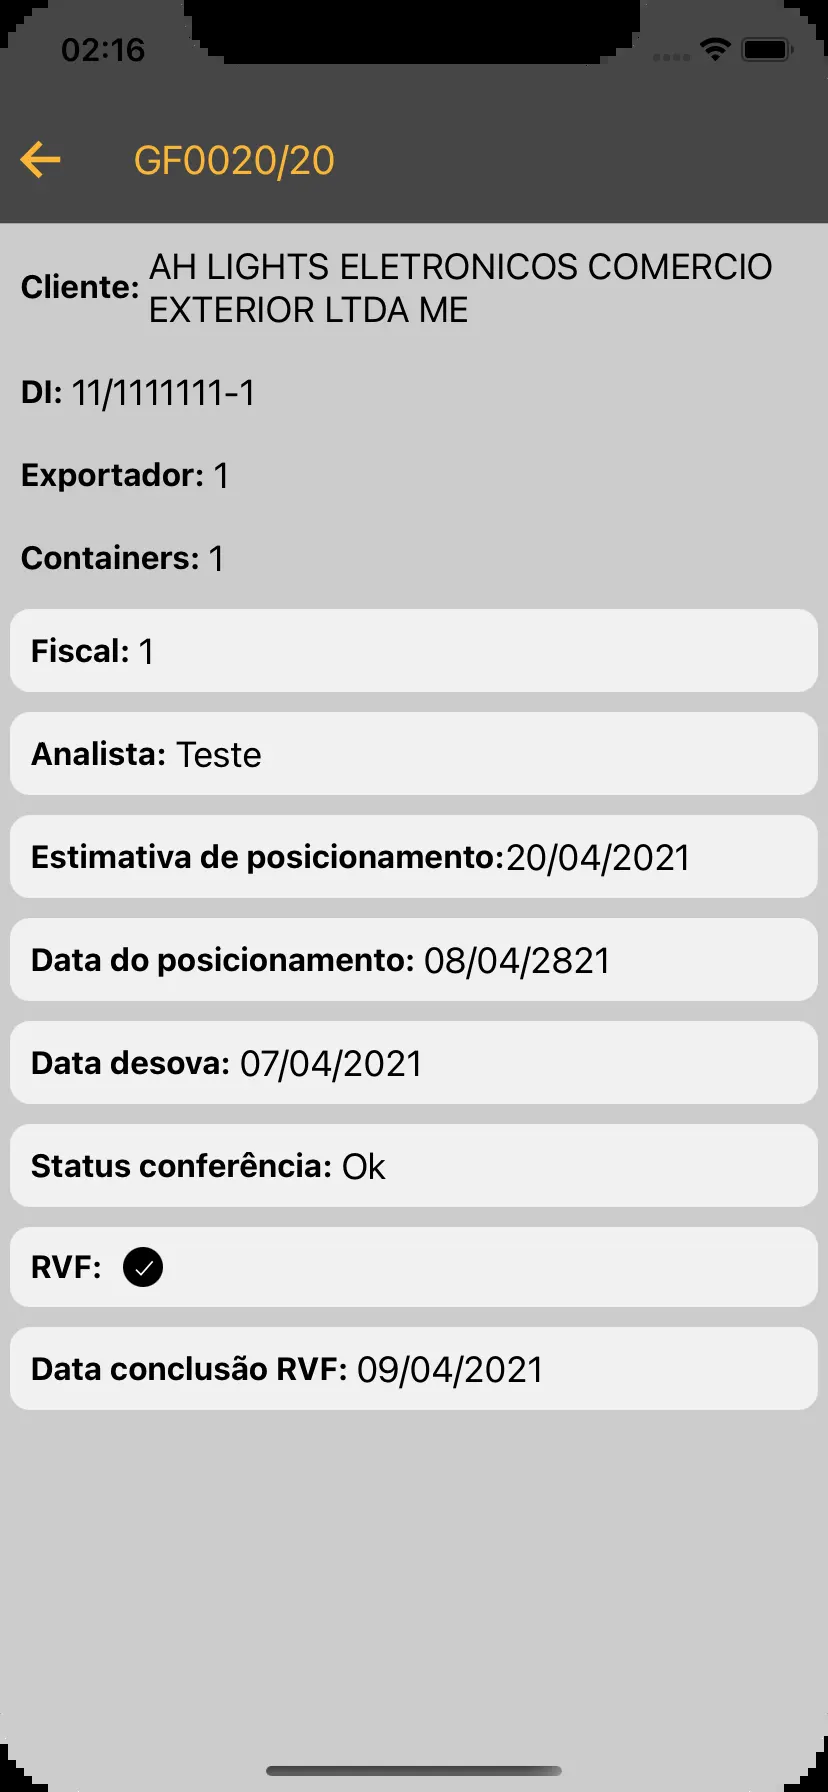 02:16
GF0020/20
Cliente: AH LIGHTS ELETRONICOS COMERCIO
EXTERIOR LTDA ME
DI: 11/1111111-1
Exportador: 1
Containers: 1
Fiscal: 1
Analista: Teste
Estimativa de posicionamento:20/04/2021
Data do posicionamento: 08/04/2821
Data desova: 07/04/2021
Status conferência: Ok
RVF:
Data conclusão RVF: 09/04/2021